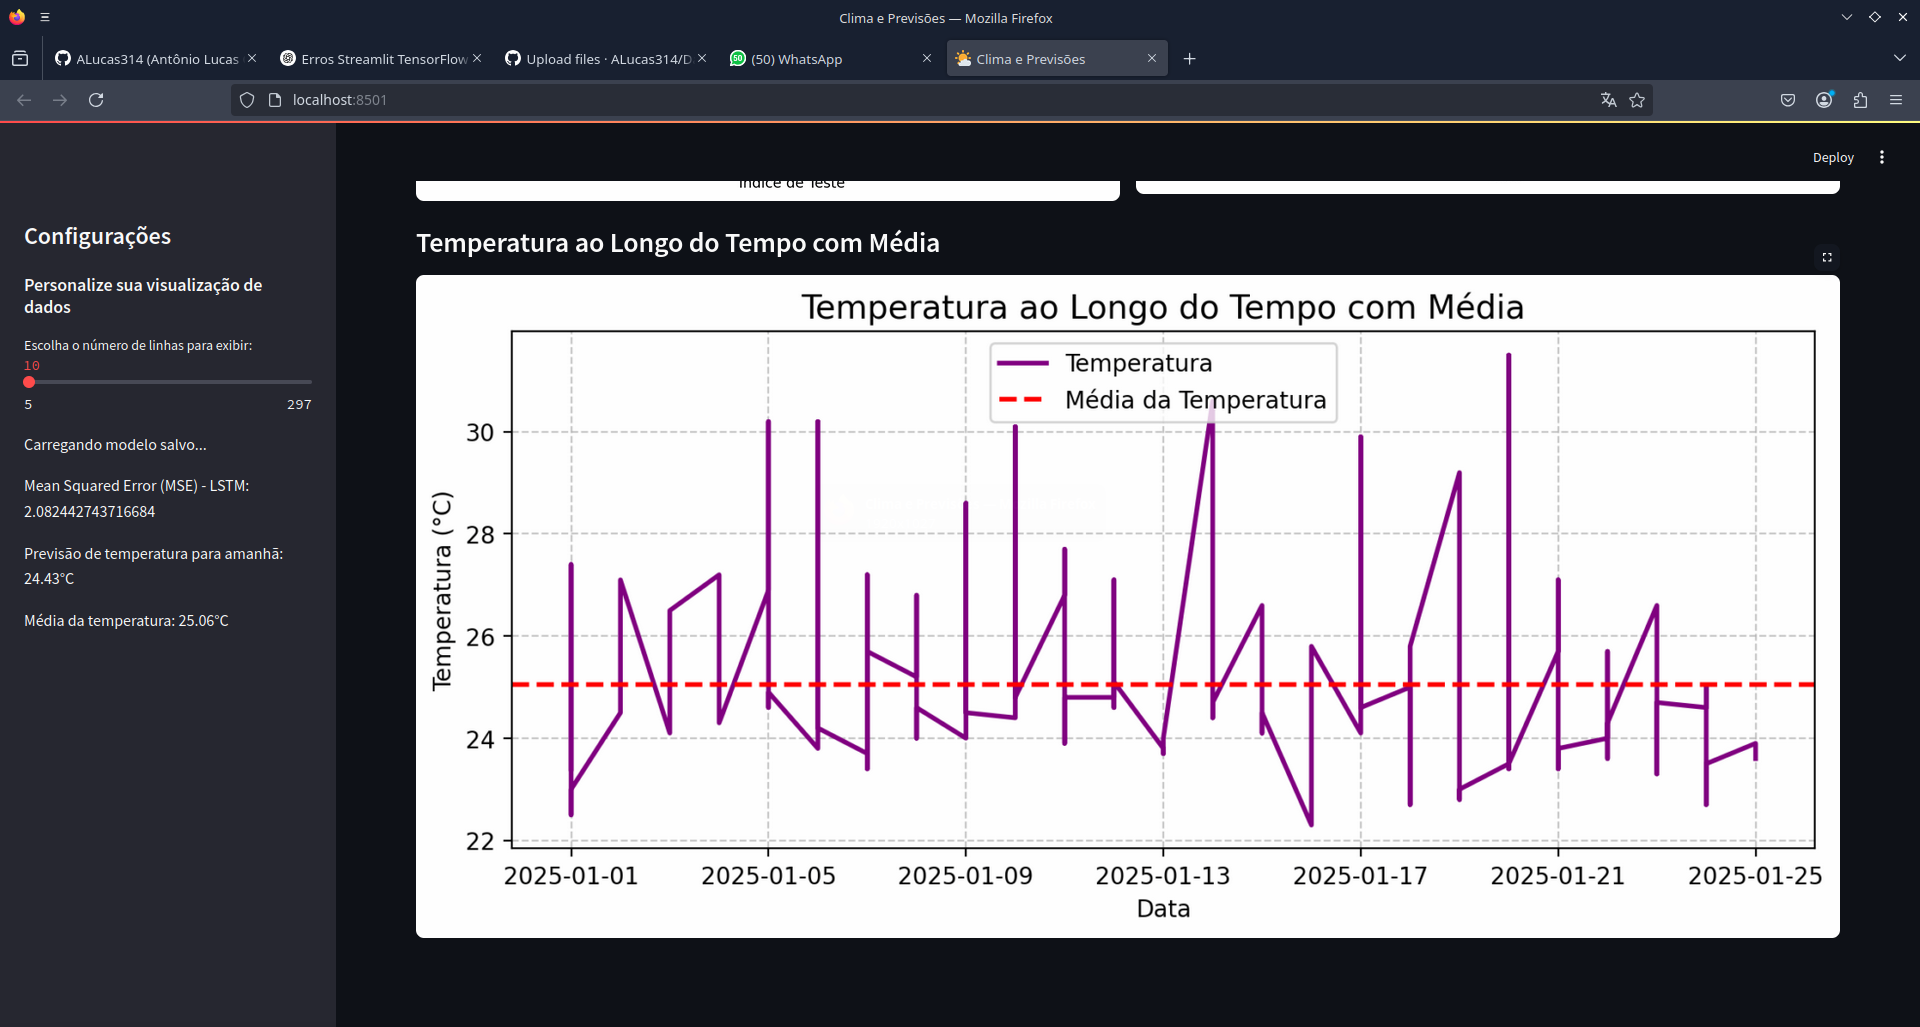 Clima e Previsões — Mozilla Firefox
ALucas314 (Antônio Lucas
Erros Streamlit TensorFlow
Upload files · ALucas314/D
50
(50) WhatsApp
Clima e Previsões
localhost:8501
Deploy
Configurações
Personalize sua visualização de
dados
Escolha o número de linhas para exibir:
10
5
297
Carregando modelo salvo...
Mean Squared Error (MSE) - LSTM:
2.082442743716684
Previsão de temperatura para amanhã:
24.43°C
Média da temperatura: 25.06°C
Índice de Teste
Temperatura ao Longo do Tempo com Média
Temperatura ao Longo do Tempo com Média
Temperatura
Média da Temperatura
Temperatura (°C)
30
28
26
24
22
2025-01-01
2025-01-05
2025-01-09
2025-01-13
2025-01-17
2025-01-21
2025-01-25
Data